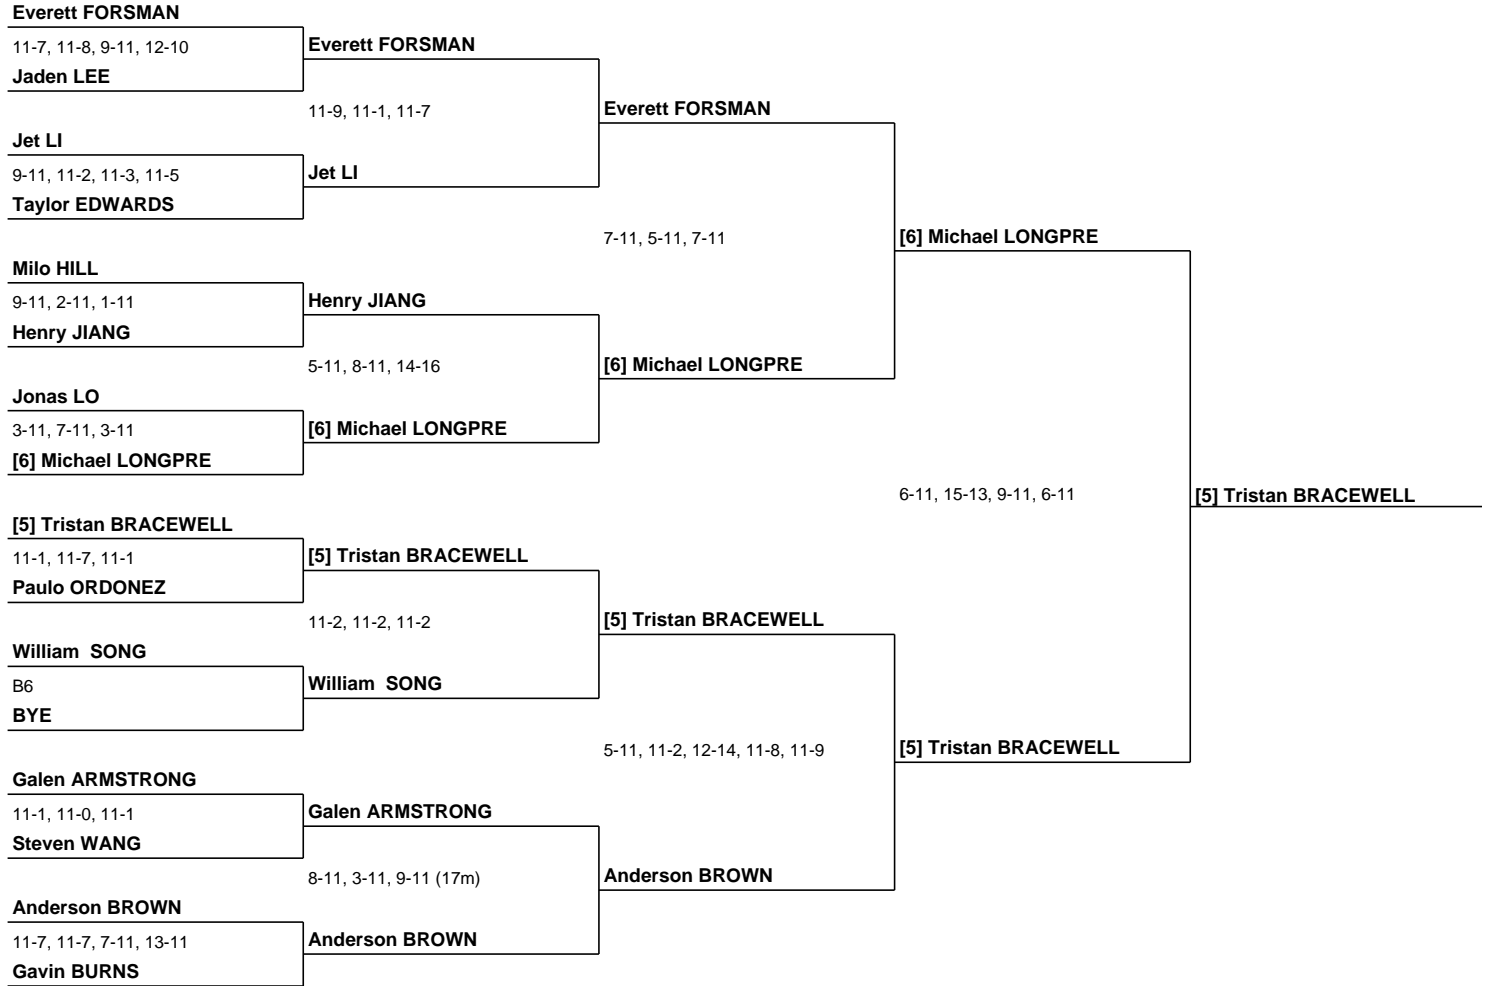 Everett FORSMAN
11-7, 11-8, 9-11, 12-10
Jaden LEE
Jet LI
9-11, 11-2, 11-3, 11-5
Taylor EDWARDS
Milo HILL
9-11, 2-11, 1-11
Henry JIANG
Jonas LO
3-11, 7-11, 3-11
[6] Michael LONGPRE
[5] Tristan BRACEWELL
11-1, 11-7, 11-1
Paulo ORDONEZ
William  SONG
B6
BYE
Galen ARMSTRONG
11-1, 11-0, 11-1
Steven WANG
Anderson BROWN
11-7, 11-7, 7-11, 13-11
Gavin BURNS
Everett FORSMAN
11-9, 11-1, 11-7
Jet LI
Henry JIANG
5-11, 8-11, 14-16
[6] Michael LONGPRE
[5] Tristan BRACEWELL
11-2, 11-2, 11-2
William  SONG
Galen ARMSTRONG
8-11, 3-11, 9-11 (17m)
Anderson BROWN
Everett FORSMAN
7-11, 5-11, 7-11
[6] Michael LONGPRE
[5] Tristan BRACEWELL
5-11, 11-2, 12-14, 11-8, 11-9
Anderson BROWN
[6] Michael LONGPRE
6-11, 15-13, 9-11, 6-11
[5] Tristan BRACEWELL
[5] Tristan BRACEWELL